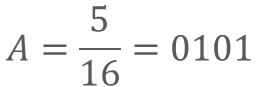 A = 5/16 = 0101